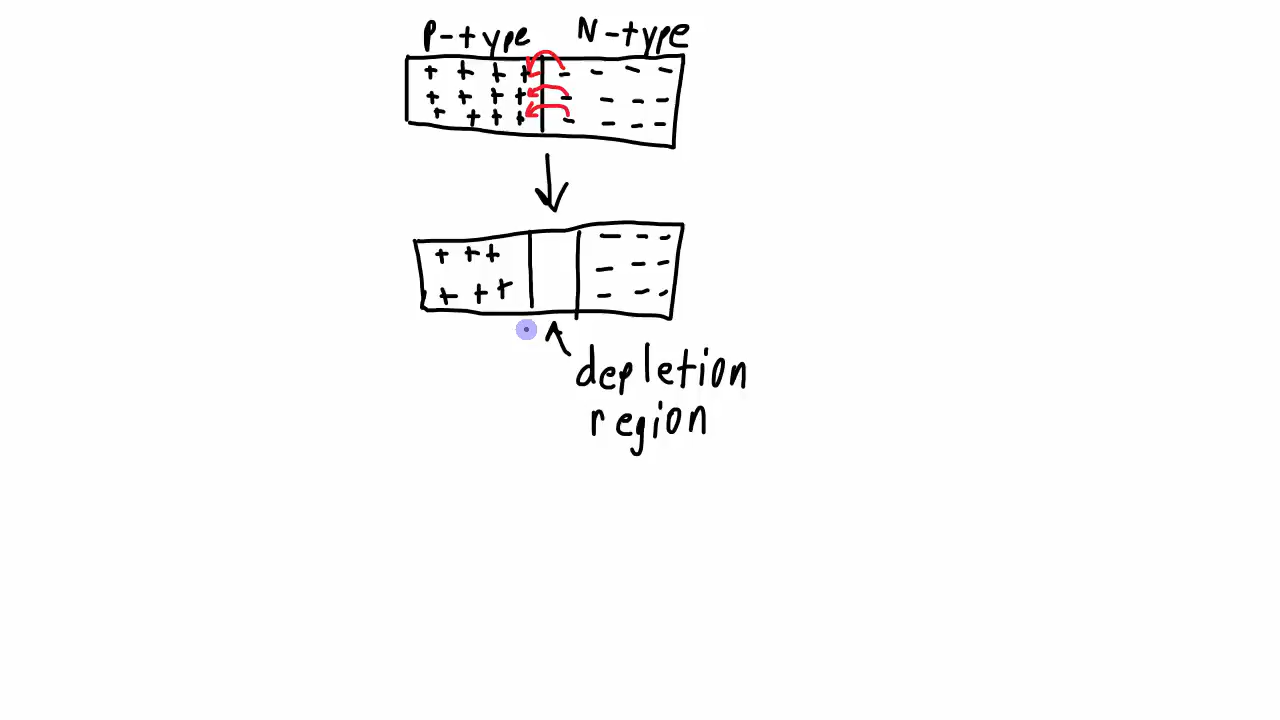 P-type N-type
+ + + + - - - -
+ + + + - - - -
+ + + + - - - -
+ + + - - -
- - -
+ + + - - -
depletion
region